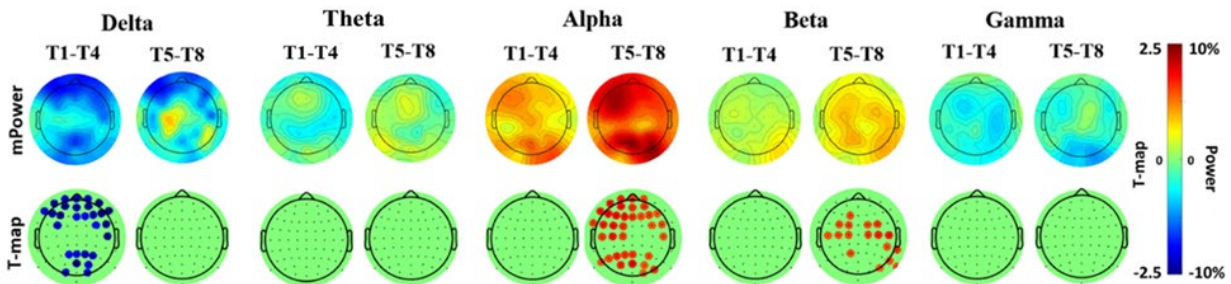 Delta Theta Alpha Beta Gamma
T1-T4 T5-T8 T1-T4 T5-T8 T1-T4 T5-T8 T1-T4 T5-T8 T1-T4 T5-T8
mPower
T-map
2.5 10%
T-map 0 0 Power
-2.5 -10%